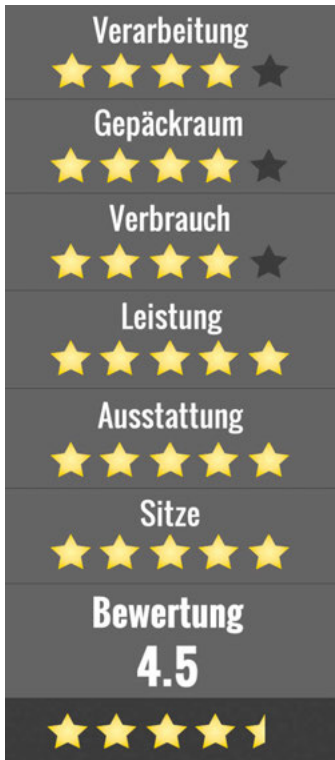 Verarbeitung
Gepäckraum
Verbrauch
Leistung
Ausstattung
Sitze
Bewertung
4.5